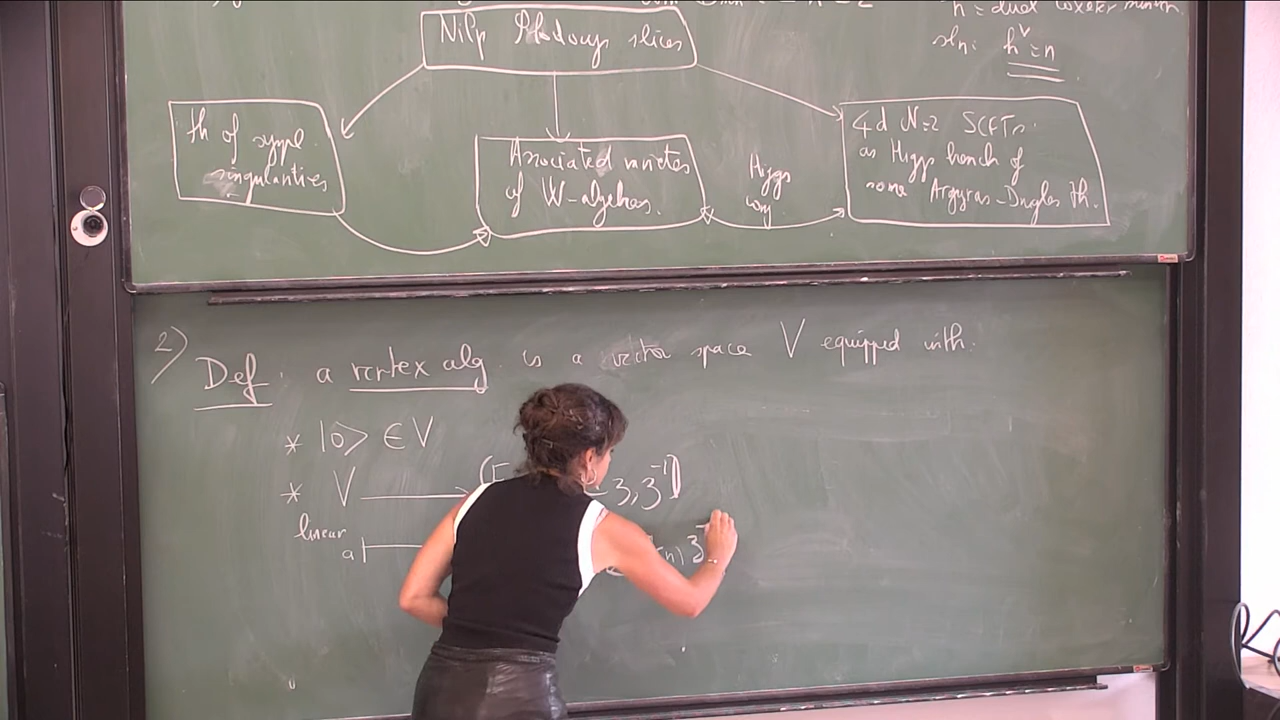 h = dual coxeter
sln: h^∨ = n
Nilp Slodowy slices
th of sympl.
singularities
Associated varieties
of W-algebras.
Higgs
4d N=2 SCFTs.
as Higgs branch of
some Argyres-Douglas th.
2)
Def: a vertex alg. is a vector space V equipped with:
* |0> ∈ V
* V → z, z^{-1}]]
linear
a ↦ (n) z^-